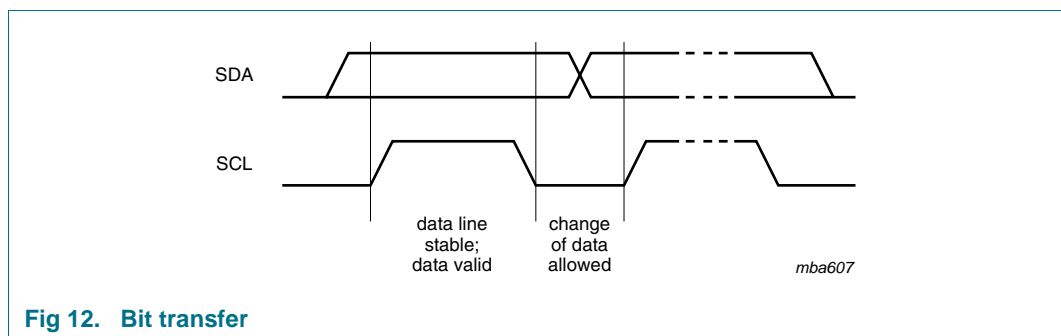 SDA
SCL
data line
stable;
data valid
change
of data
allowed
mba607
Fig 12. Bit transfer